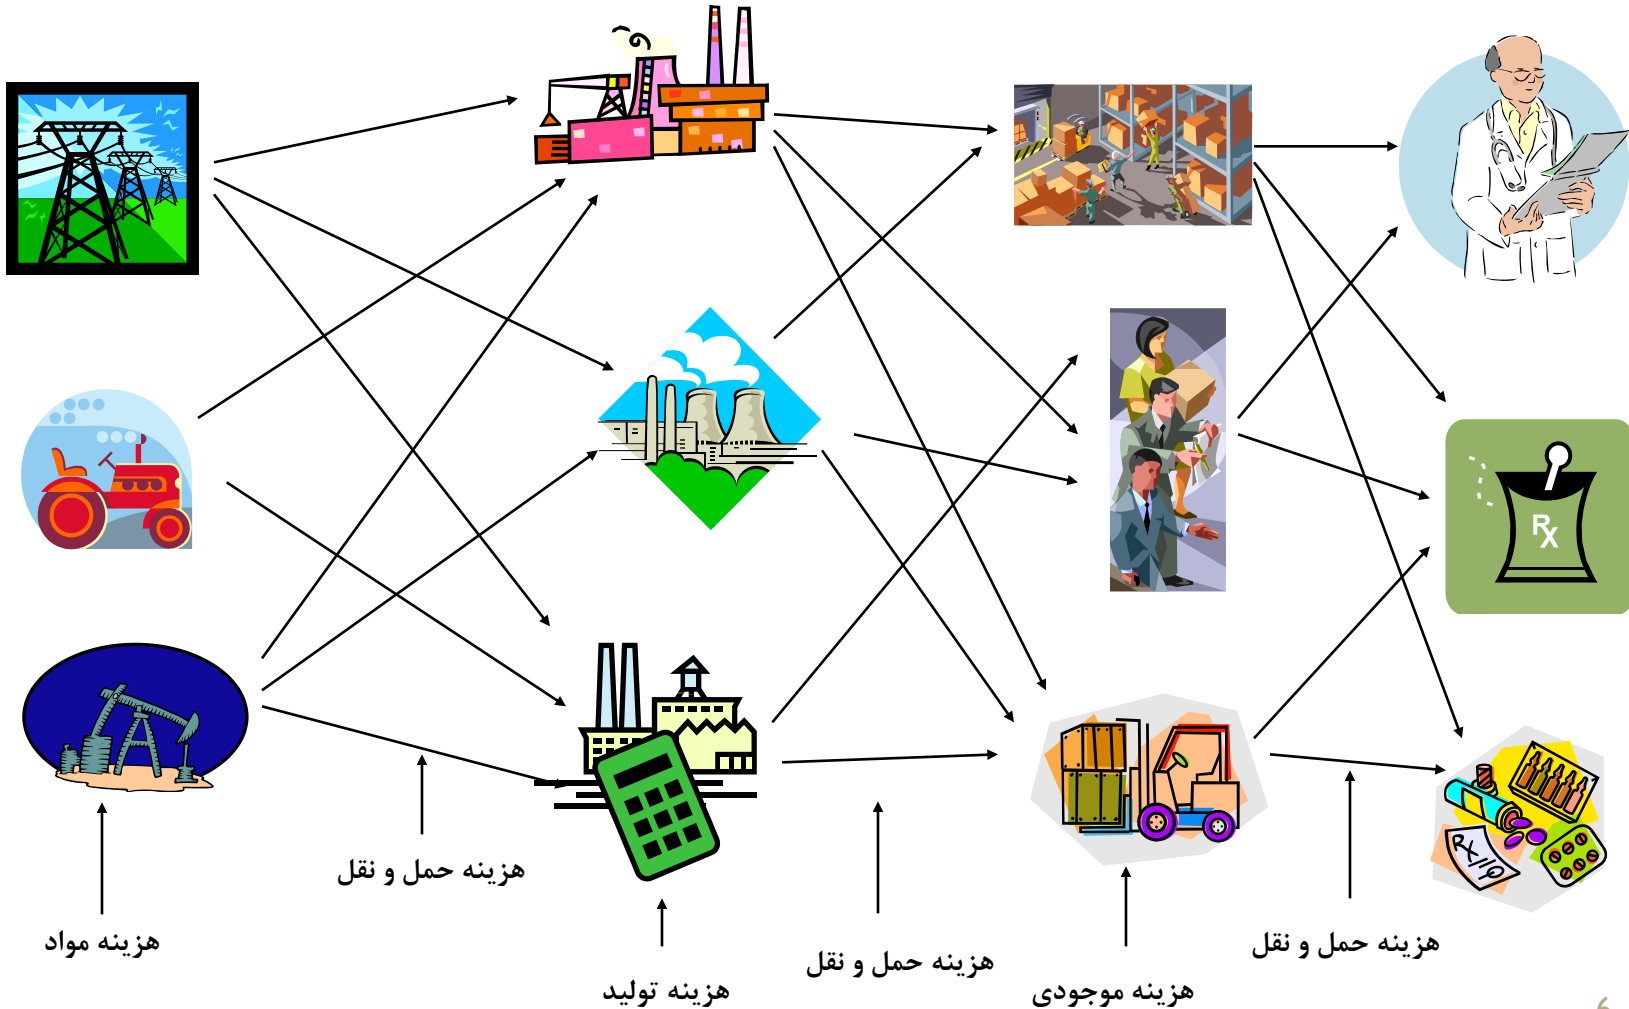 Rx
هزینه حمل و نقل
هزینه مواد
هزینه تولید
هزینه حمل و نقل
هزینه موجودی
هزینه حمل و نقل